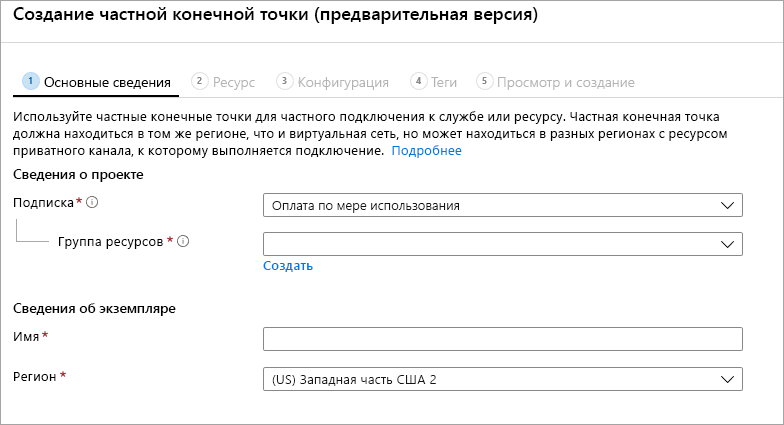 Создание частной конечной точки (предварительная версия)
1 Основные сведения 2 Ресурс 3 Конфигурация 4 Теги 5 Просмотр и создание
Используйте частные конечные точки для частного подключения к службе или ресурсу. Частная конечная точка
должна находиться в том же регионе, что и виртуальная сеть, но может находиться в разных регионах с ресурсом
приватного канала, к которому выполняется подключение. Подробнее
Сведения о проекте
Подписка* i Оплата по мере использования
Группа ресурсов * i
Создать
Сведения об экземпляре
Имя*
Регион * (US) Западная часть США 2